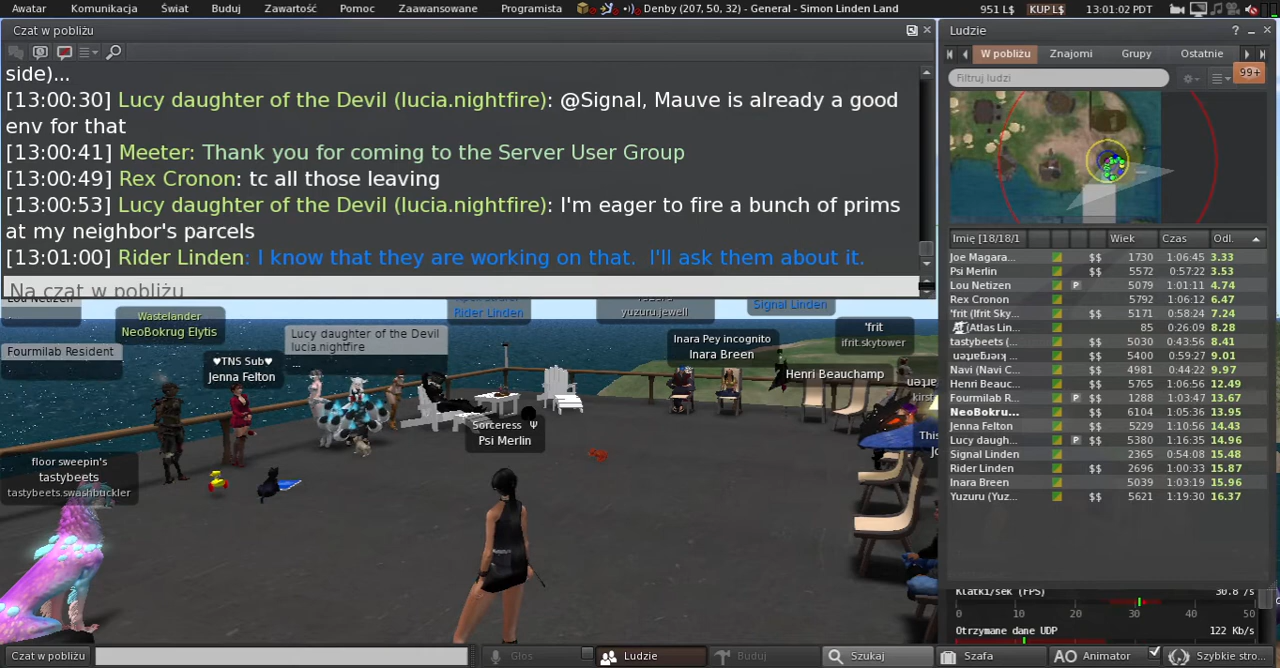 Awatar Komunikacja Świat Buduj Zawartość Pomoc Zaawansowane Programista Denby (207, 50, 32) - General - Simon Linden Land 951 L$ KUP L$ 13:01:02 PDT
Czat w pobliżu
side)...
[13:00:30] Lucy daughter of the Devil (lucia.nightfire): @Signal, Mauve is already a good
env for that
[13:00:41] Meeter: Thank you for coming to the Server User Group
[13:00:49] Rex Cronon: tc all those leaving
[13:00:53] Lucy daughter of the Devil (lucia.nightfire): I'm eager to fire a bunch of prims
at my neighbor's parcels
[13:01:00] Rider Linden: I know that they are working on that. I'll ask them about it.
Na czat w pobliżu
Lou Netizen
Wastelander
NeoBokrug Elytis
Fourmilab Resident
♥TNS Sub♥
Jenna Felton
Lucy daughter of the Devil
lucia.nightfire
...
Rider Linden
yuzuru.jewell
Signal Linden
Inara Pey incognito
Inara Breen
'frit
ifrit.skytower
Henri Beauchamp
kirst
This
Sorceress Ψ
Psi Merlin
floor sweepin's
tastybeets
tastybeets.swashbuckler
Ludzie ?
W pobliżu Znajomi Grupy Ostatnie
99+
Filtruj ludzi
Imię [18/18/1 Wiek Czas Odl.
Joe Magara... $$ 1730 1:06:45 3.33
Psi Merlin $$ 5572 0:57:22 3.53
Lou Netizen P 5079 1:01:11 4.74
Rex Cronon $$ 5792 1:06:12 6.47
'frit (Ifrit Sky... $$ 5171 0:58:24 7.24
(Atlas Lin... 85 0:26:09 8.28
tastybeets (... $$ 5030 0:43:56 8.41
$$ 5400 0:59:27 9.01
Navi (Navi C... $$ 4981 0:44:22 9.97
Henri Beauc... $$ 5765 1:06:56 12.49
Fourmilab R... P $$ 1288 1:03:47 13.67
NeoBokru... $$ 6104 1:05:36 13.95
Jenna Felton $$ 5229 1:10:56 14.43
Lucy daugh... P $$ 5380 1:16:35 14.96
Signal Linden 2365 0:54:08 15.48
Rider Linden $$ 2696 1:00:33 15.87
Inara Breen 5039 1:03:19 15.96
Yuzuru (Yuz... $$ 5621 1:19:30 16.37
Klatki/sek (FPS) 30.8 /s
0 10 20 30 40 50
Otrzymane dane UDP 122 Kb/s
Czat w pobliżu Głos Ludzie Buduj Szukaj Szafa AO Animator Szybkie stro...